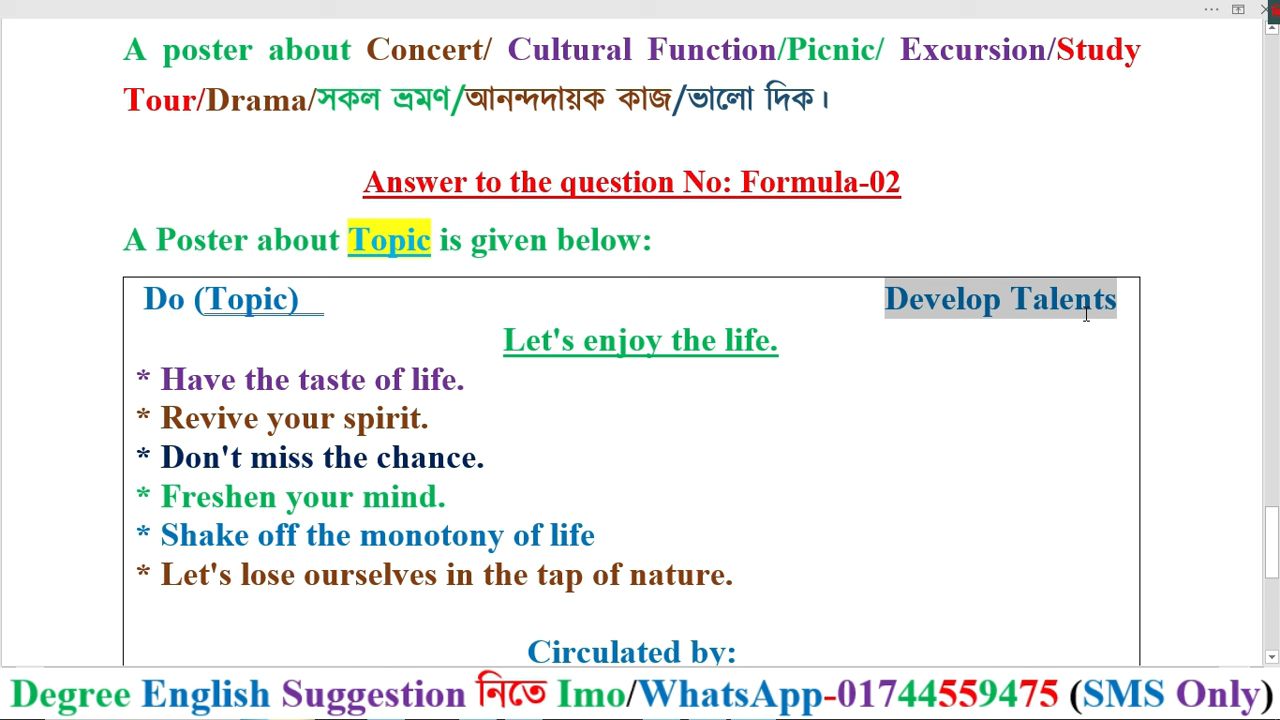 A poster about Concert/ Cultural Function/Picnic/ Excursion/Study
Tour/Drama/সকল ভ্রমণ/আনন্দদায়ক কাজ/ভালো দিক।
Answer to the question No: Formula-02
A Poster about Topic is given below:
Do (Topic) Develop Talents
Let's enjoy the life.
* Have the taste of life.
* Revive your spirit.
* Don't miss the chance.
* Freshen your mind.
* Shake off the monotony of life
* Let's lose ourselves in the tap of nature.
Circulated by:
Degree English Suggestion নিতে Imo/WhatsApp-01744559475 (SMS Only)